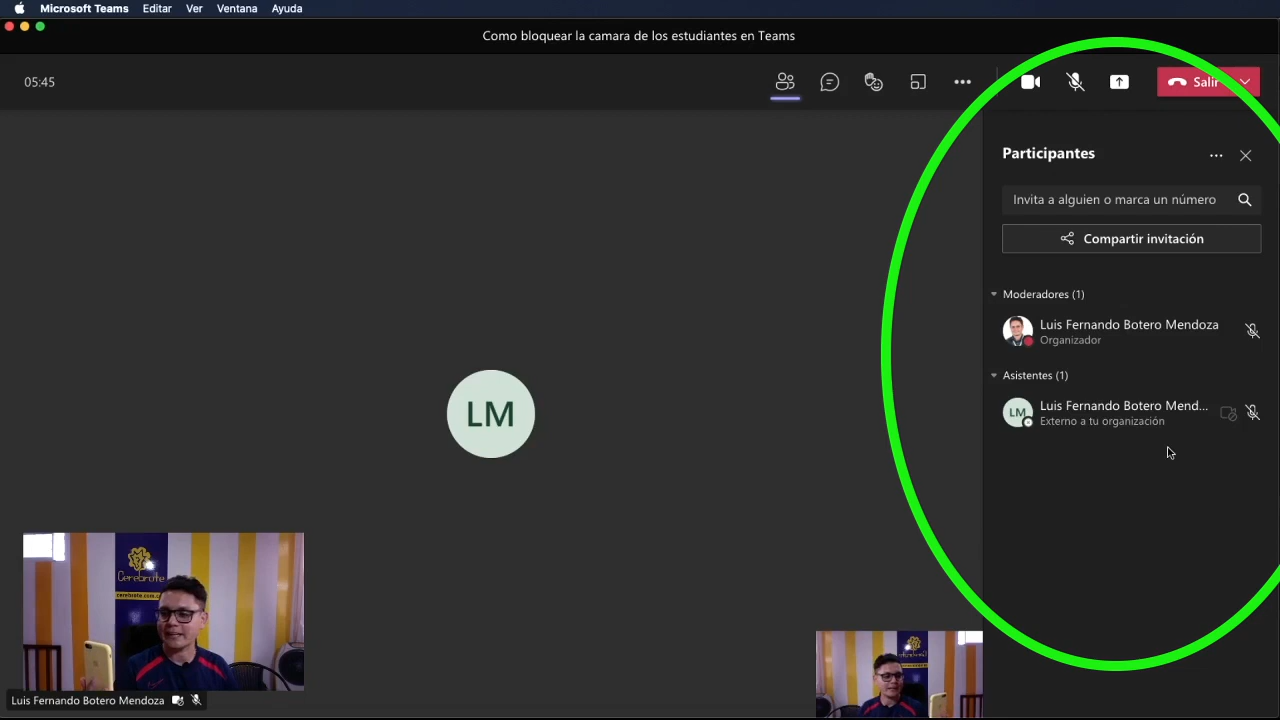 Microsoft Teams Editar Ver Ventana Ayuda
Como bloquear la camara de los estudiantes en Teams
05:45
Salir
Participantes
Invita a alguien o marca un número
Compartir invitación
Moderadores (1)
Luis Fernando Botero Mendoza
Organizador
Asistentes (1)
LM
Luis Fernando Botero Mend...
Externo a tu organización
LM
Cerebrote
Luis Fernando Botero Mendoza